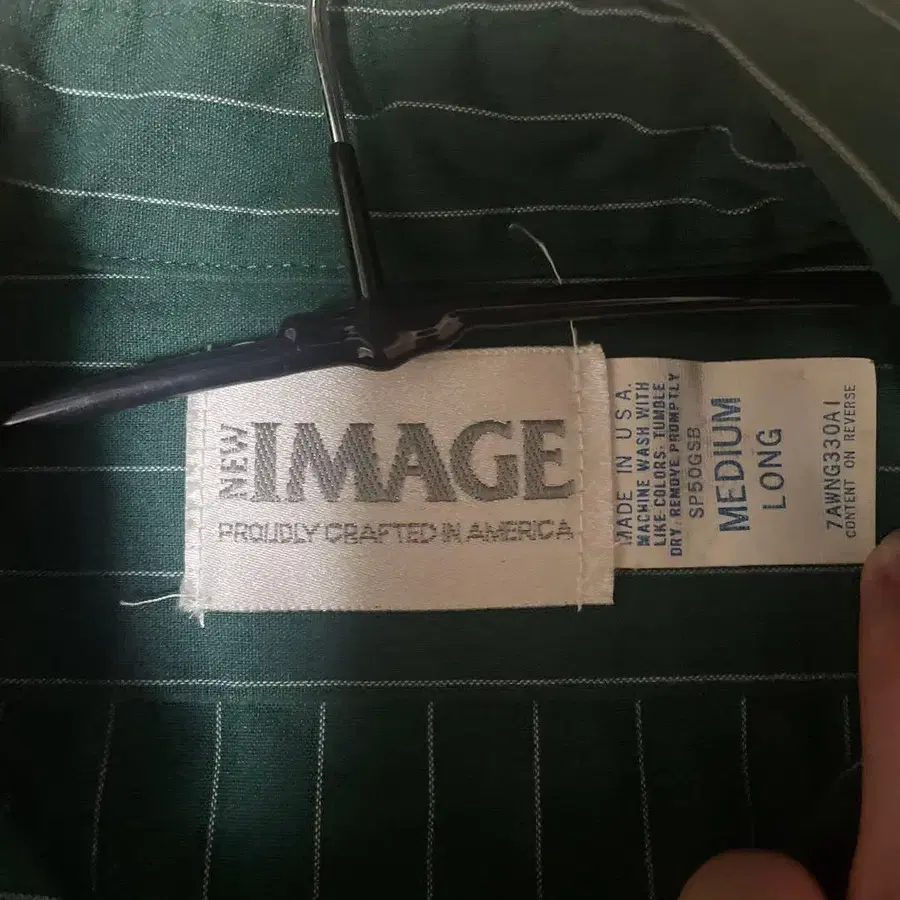 NEW
IMAGE
PROUDLY CRAFTED IN AMERICA
MADE IN U.S.A.
MACHINE WASH WITH
LIKE COLORS: TUMBLE
DRY: REMOVE PROMPTLY
SP50GSB
MEDIUM
LONG
7AWNG330A1
CONTENT ON REVERSE